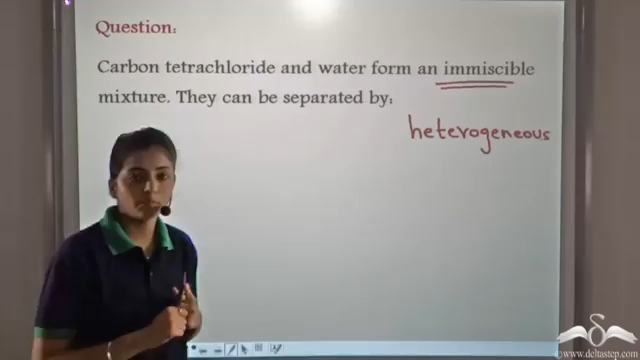 Question:
Carbon tetrachloride and water form an immiscible
mixture. They can be separated by:
heterogeneous
©www.deltastep.com